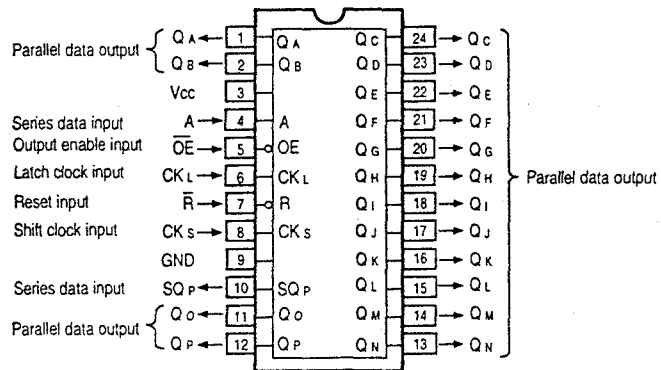 Parallel data output QA 1 QA QC 24 QC
QB 2 QB QD 23 QD
Vcc 3 QE 22 QE
Series data input A 4 A QF 21 QF
Output enable input OE 5 OE QG 20 QG
Latch clock input CKL 6 CKL QH 19 QH Parallel data output
Reset input R 7 R QI 18 QI
Shift clock input CKS 8 CKS QJ 17 QJ
GND 9 QK 16 QK
Series data input SQP 10 SQP QL 15 QL
Parallel data output QO 11 QO QM 14 QM
QP 12 QP QN 13 QN